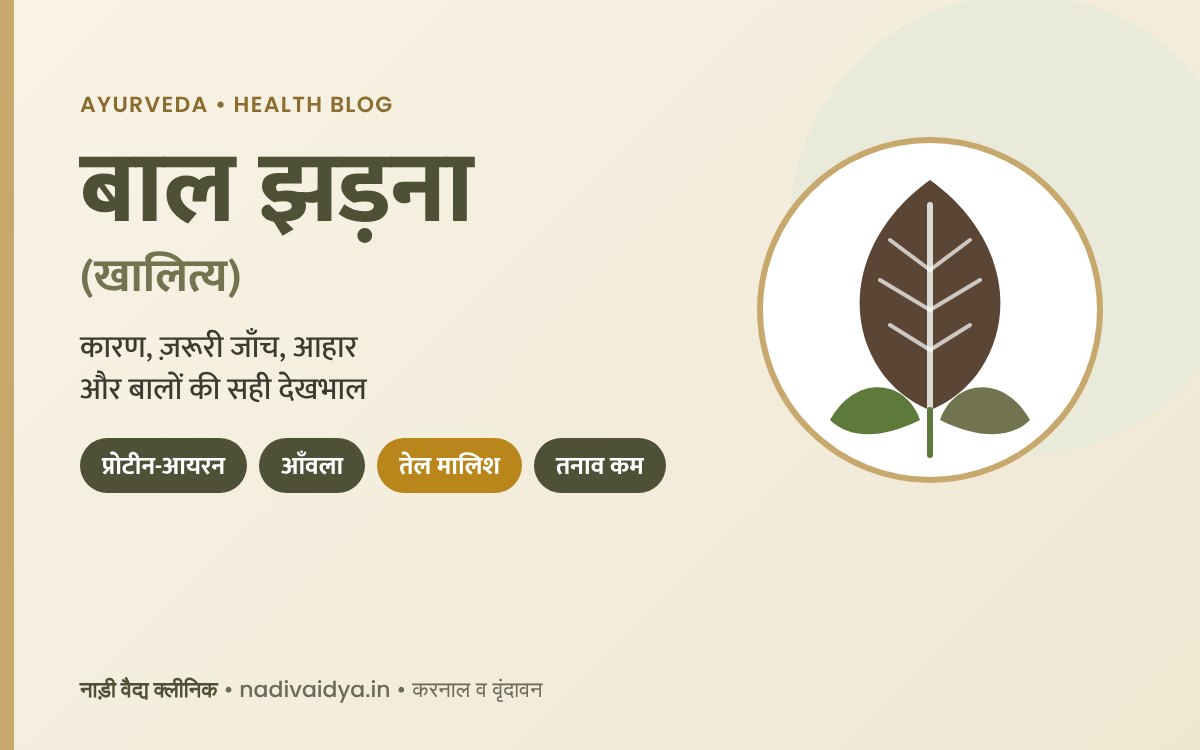 AYURVEDA • HEALTH BLOG
बाल झड़ना
(खालित्य)
कारण, ज़रूरी जाँच, आहार
और बालों की सही देखभाल
प्रोटीन-आयरन आँवला तेल मालिश तनाव कम
नाड़ी वैद्य क्लीनिक • nadivaidya.in • करनाल व वृंदावन